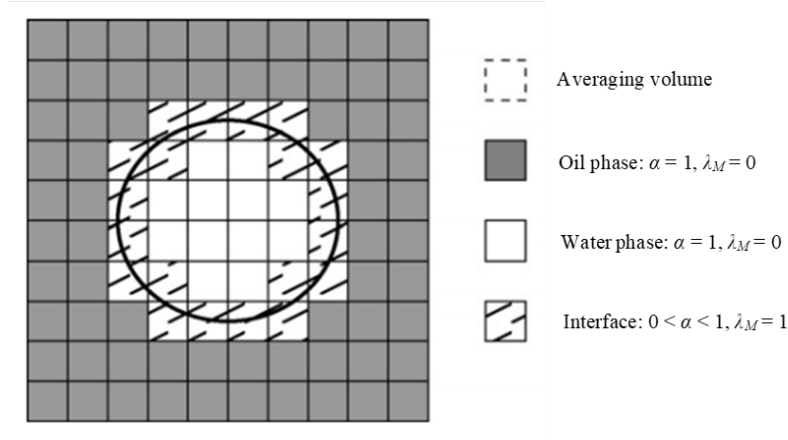 Averaging volume
Oil phase: α = 1, λM = 0
Water phase: α = 1, λM = 0
Interface: 0 < α < 1, λM = 1